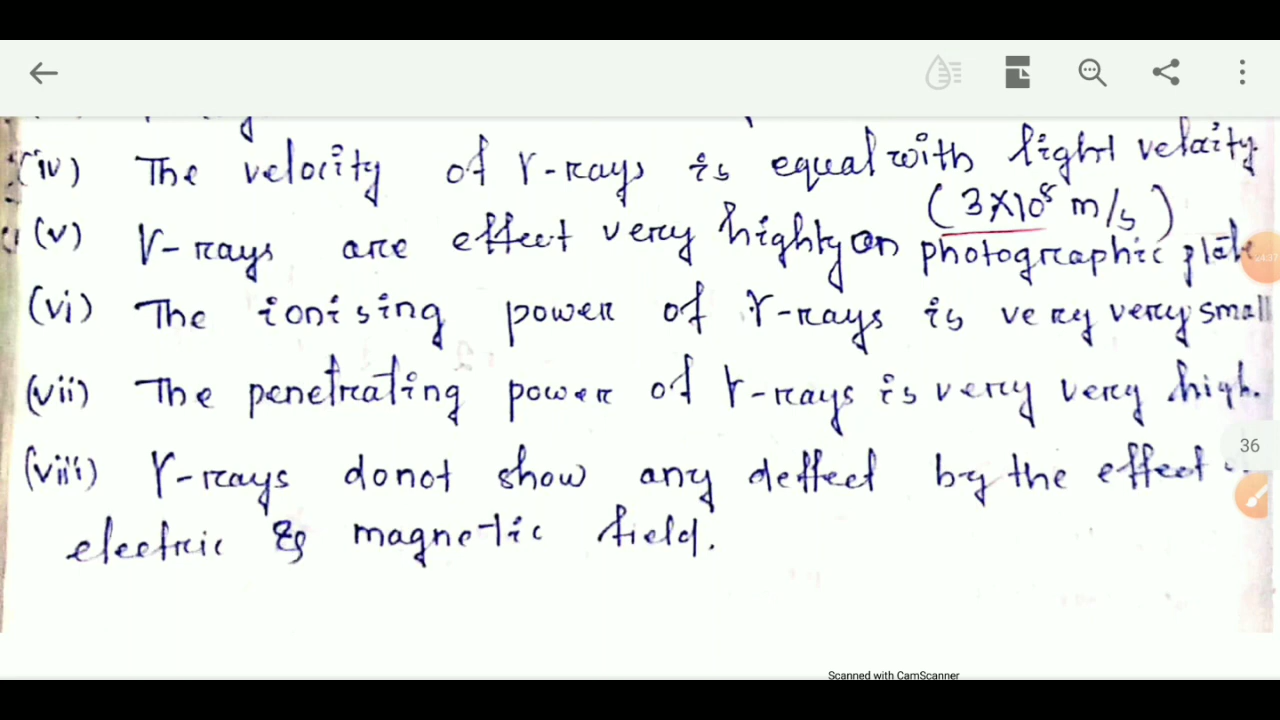 (iv) The velocity of γ-rays is equal with light velocity
(3×10⁸ m/s)
(v) γ-rays are effect very highly on photographic plate
(vi) The ionising power of γ-rays is very very small
(vii) The penetrating power of γ-rays is very very high.
36
(viii) γ-rays donot show any deffect by the effect
electric & magnetic field.
Scanned with CamScanner